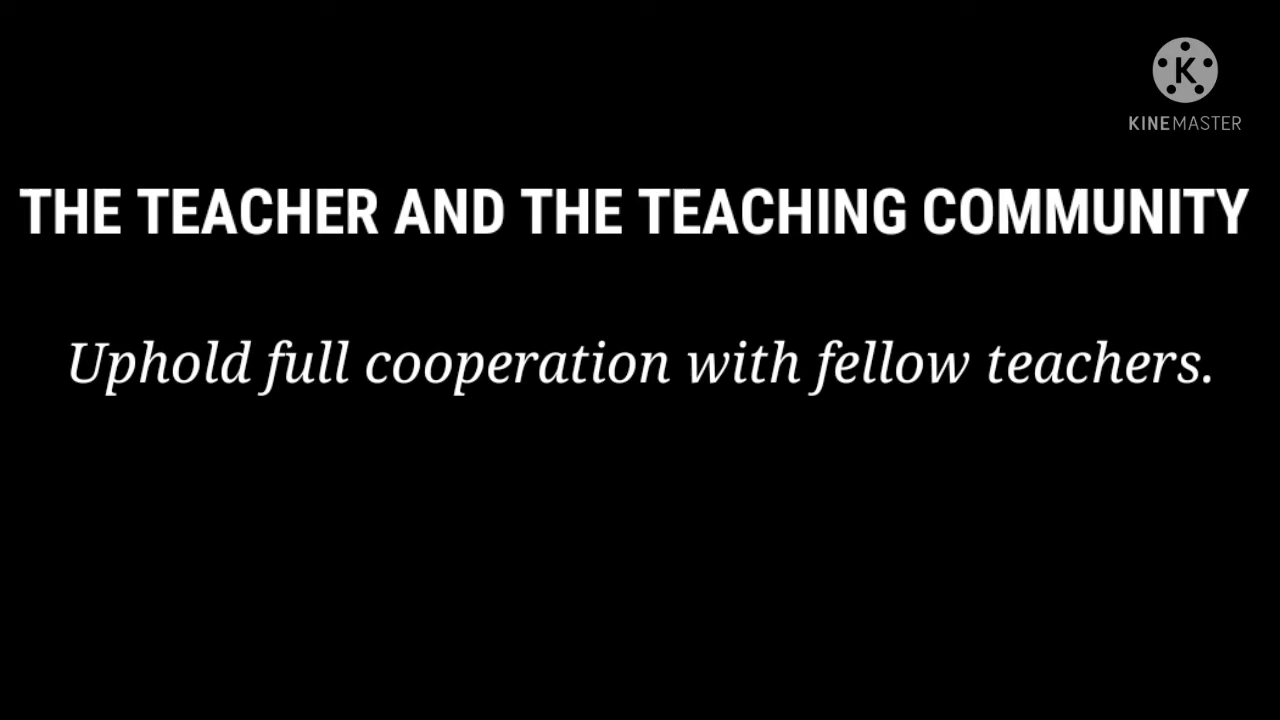 K
KINEMASTER
THE TEACHER AND THE TEACHING COMMUNITY
Uphold full cooperation with fellow teachers.